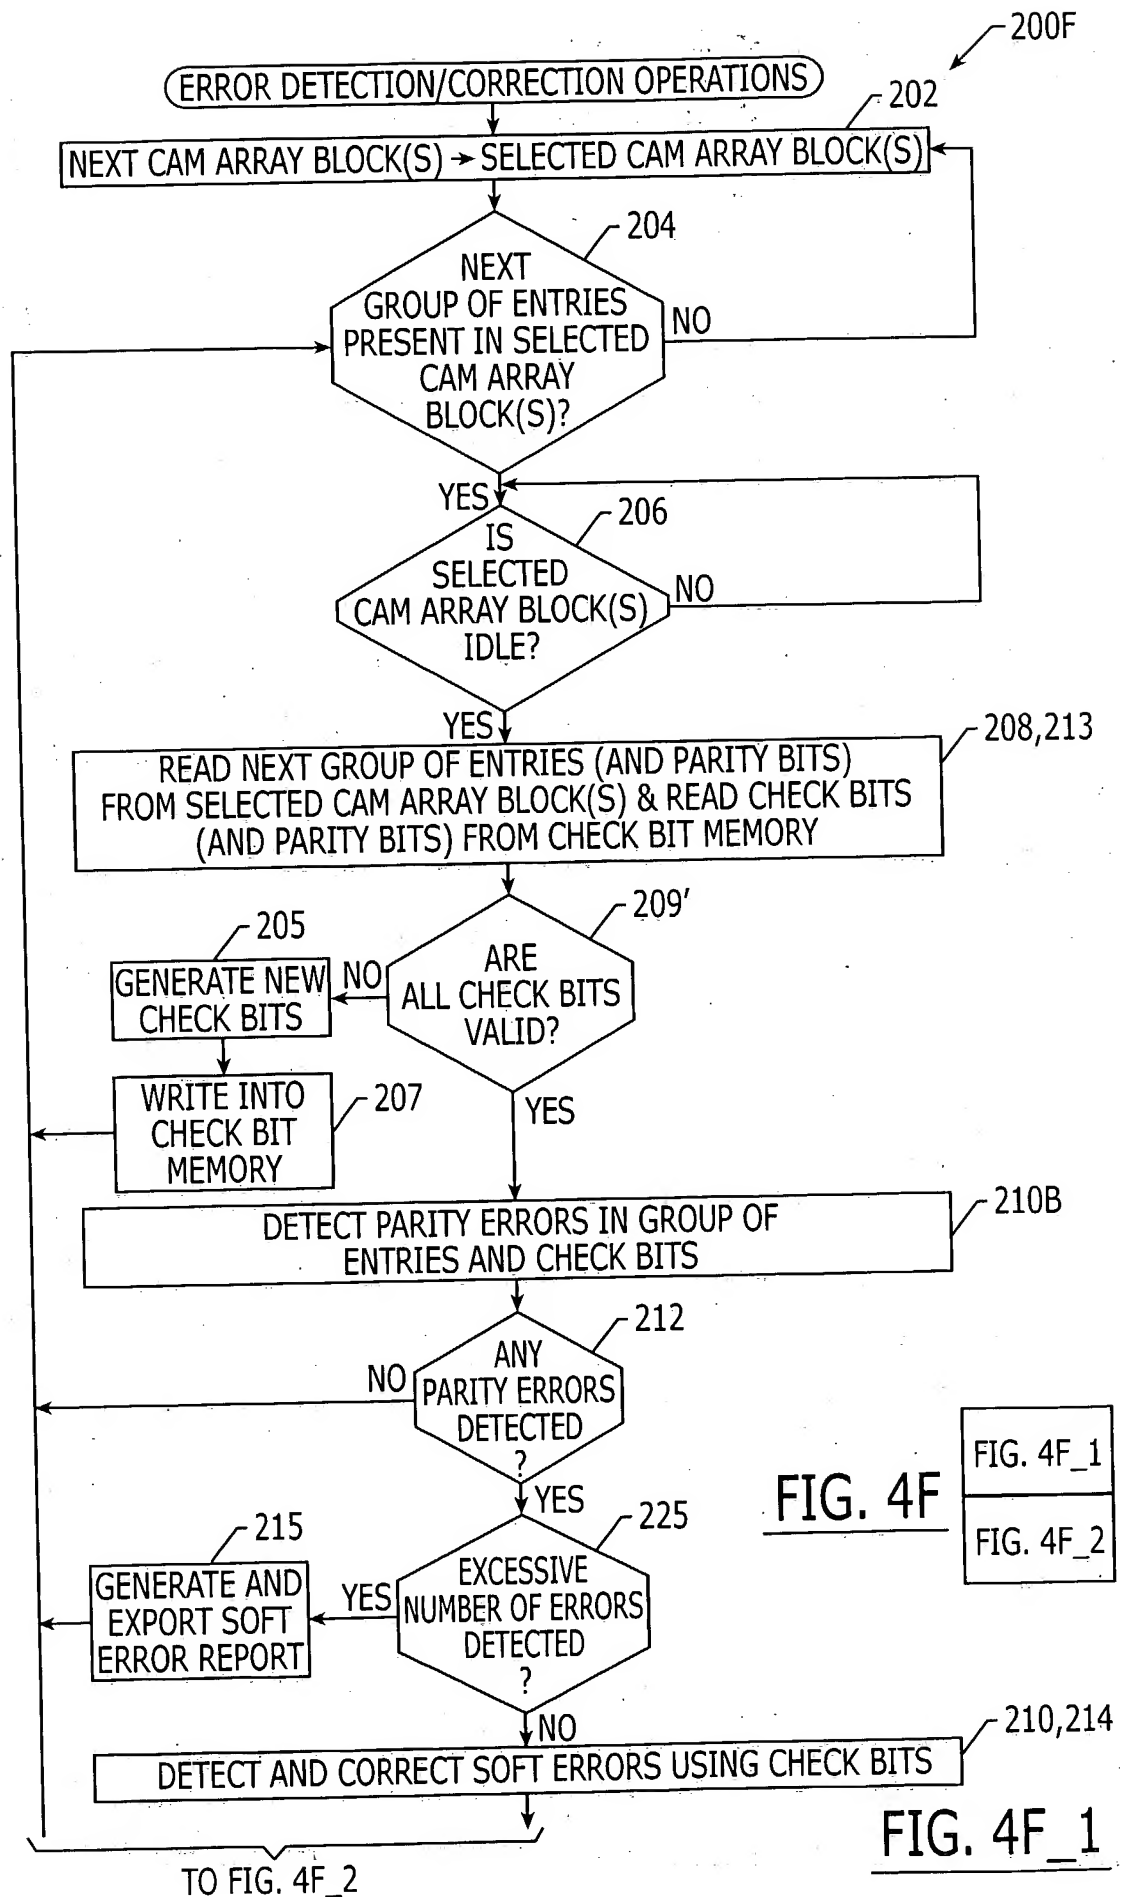 200F
ERROR DETECTION/CORRECTION OPERATIONS
202
NEXT CAM ARRAY BLOCK(S) → SELECTED CAM ARRAY BLOCK(S)
204
NEXT
GROUP OF ENTRIES
PRESENT IN SELECTED
CAM ARRAY
BLOCK(S)?
NO
YES
206
IS
SELECTED
CAM ARRAY BLOCK(S)
IDLE?
NO
YES
208,213
READ NEXT GROUP OF ENTRIES (AND PARITY BITS)
FROM SELECTED CAM ARRAY BLOCK(S) & READ CHECK BITS
(AND PARITY BITS) FROM CHECK BIT MEMORY
209'
ARE
ALL CHECK BITS
VALID?
NO
205
GENERATE NEW
CHECK BITS
207
WRITE INTO
CHECK BIT
MEMORY
YES
210B
DETECT PARITY ERRORS IN GROUP OF
ENTRIES AND CHECK BITS
212
ANY
PARITY ERRORS
DETECTED
?
NO
YES
225
EXCESSIVE
NUMBER OF ERRORS
DETECTED
?
YES
215
GENERATE AND
EXPORT SOFT
ERROR REPORT
NO
210,214
DETECT AND CORRECT SOFT ERRORS USING CHECK BITS
TO FIG. 4F_2
FIG. 4F
FIG. 4F_1
FIG. 4F_2
FIG. 4F_1